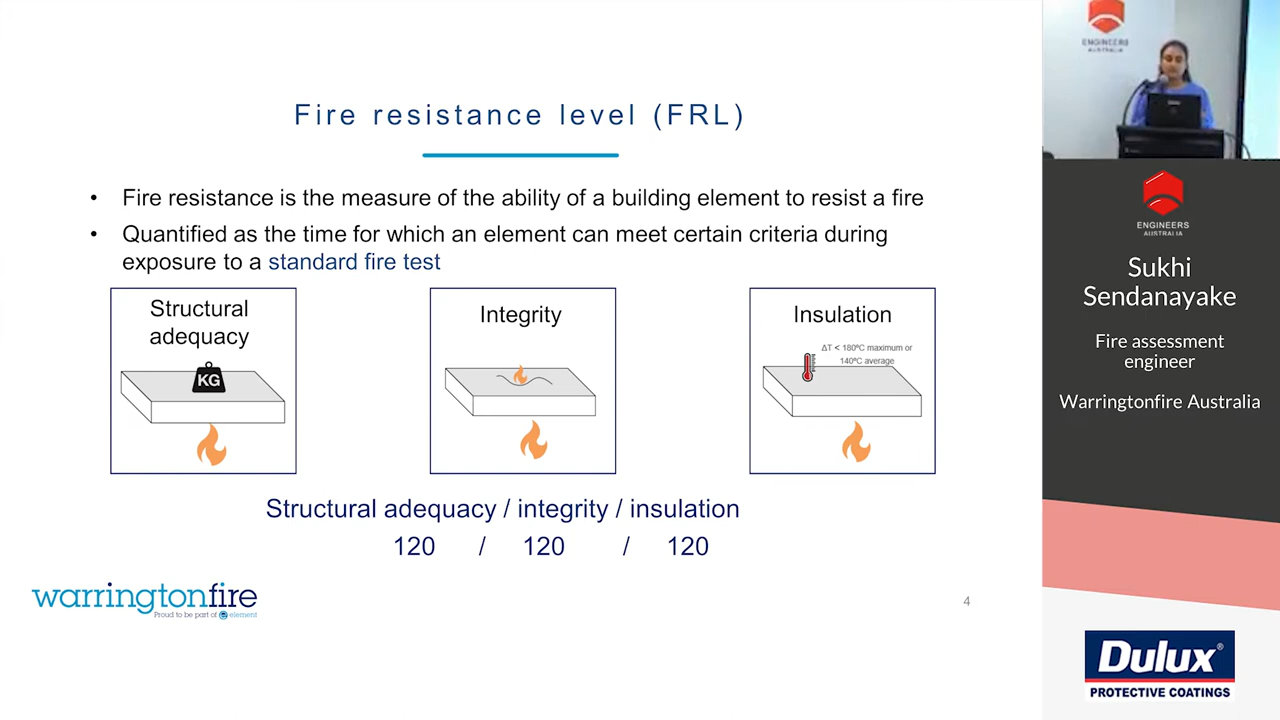 Fire resistance level (FRL)
• Fire resistance is the measure of the ability of a building element to resist a fire
• Quantified as the time for which an element can meet certain criteria during
exposure to a standard fire test
Structural
adequacy
KG
Integrity
Insulation
ΔT < 180ºC maximum or
140ºC average
Structural adequacy / integrity / insulation
120 / 120 / 120
warringtonfire
Proud to be part of e element
4
ENGINEERS
AUSTRALIA
ENGINEERS
AUSTRALIA
Sukhi
Sendanayake
Fire assessment
engineer
Warringtonfire Australia
Dulux®
PROTECTIVE COATINGS